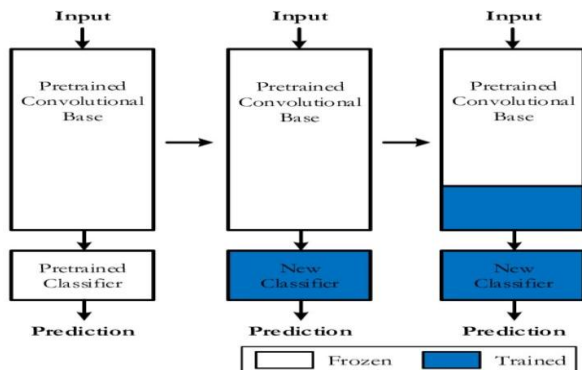 Input
Pretrained
Convolutional
Base
Pretrained
Classifier
Prediction
Input
Pretrained
Convolutional
Base
New
Classifier
Prediction
Input
Pretrained
Convolutional
Base
New
Classifier
Prediction
Frozen
Trained